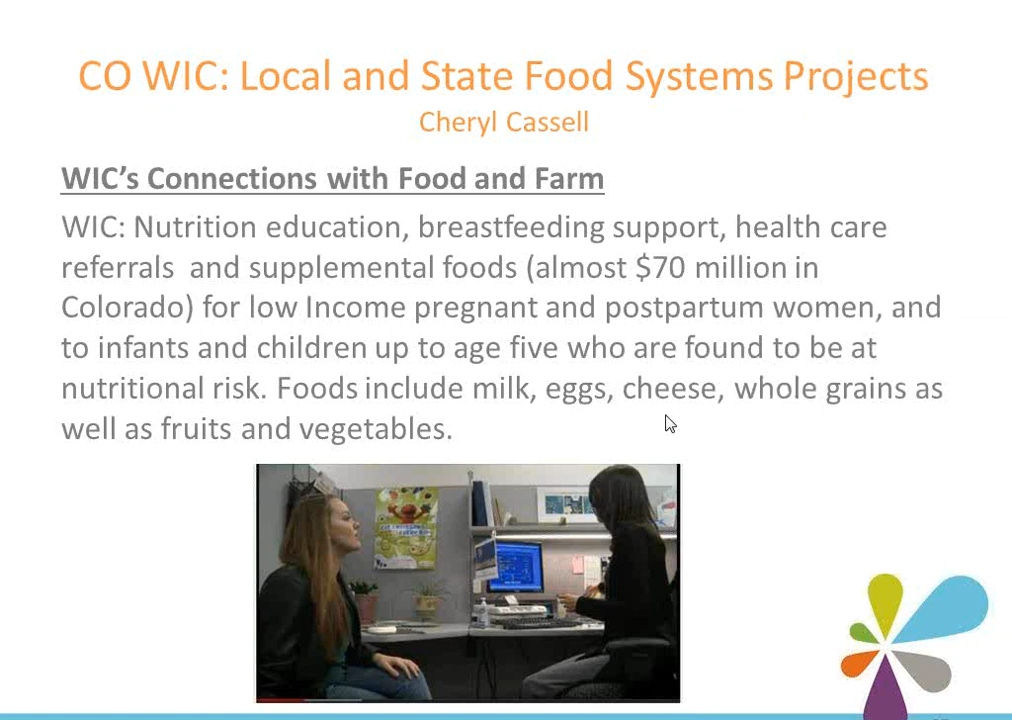 CO WIC: Local and State Food Systems Projects
Cheryl Cassell
WIC’s Connections with Food and Farm
WIC: Nutrition education, breastfeeding support, health care
referrals and supplemental foods (almost $70 million in
Colorado) for low Income pregnant and postpartum women, and
to infants and children up to age five who are found to be at
nutritional risk. Foods include milk, eggs, cheese, whole grains as
well as fruits and vegetables.